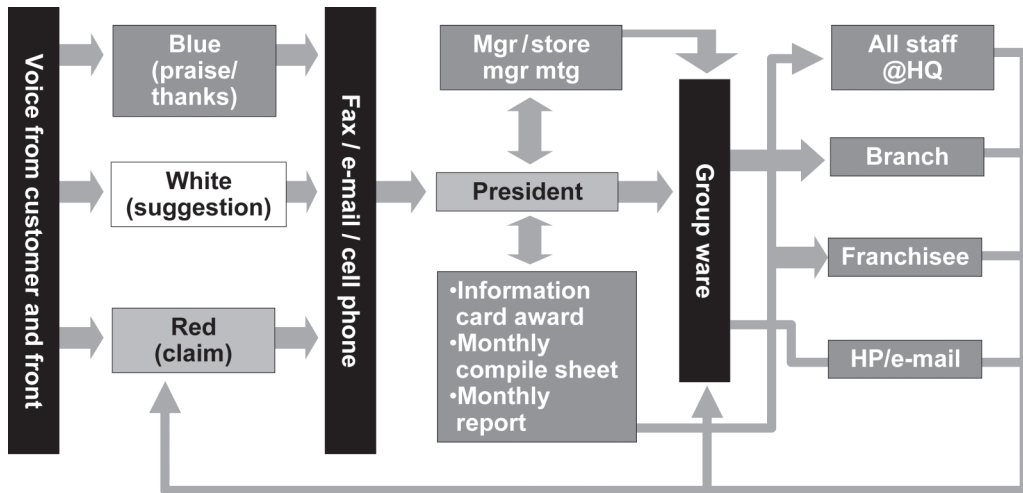 Voice from customer and front
Blue
(praise/
thanks)
White
(suggestion)
Red
(claim)
Fax / e-mail / cell phone
Mgr/store
mgr mtg
President
•Information
card award
•Monthly
compile sheet
•Monthly
report
Group ware
All staff
@HQ
Branch
Franchisee
HP/e-mail